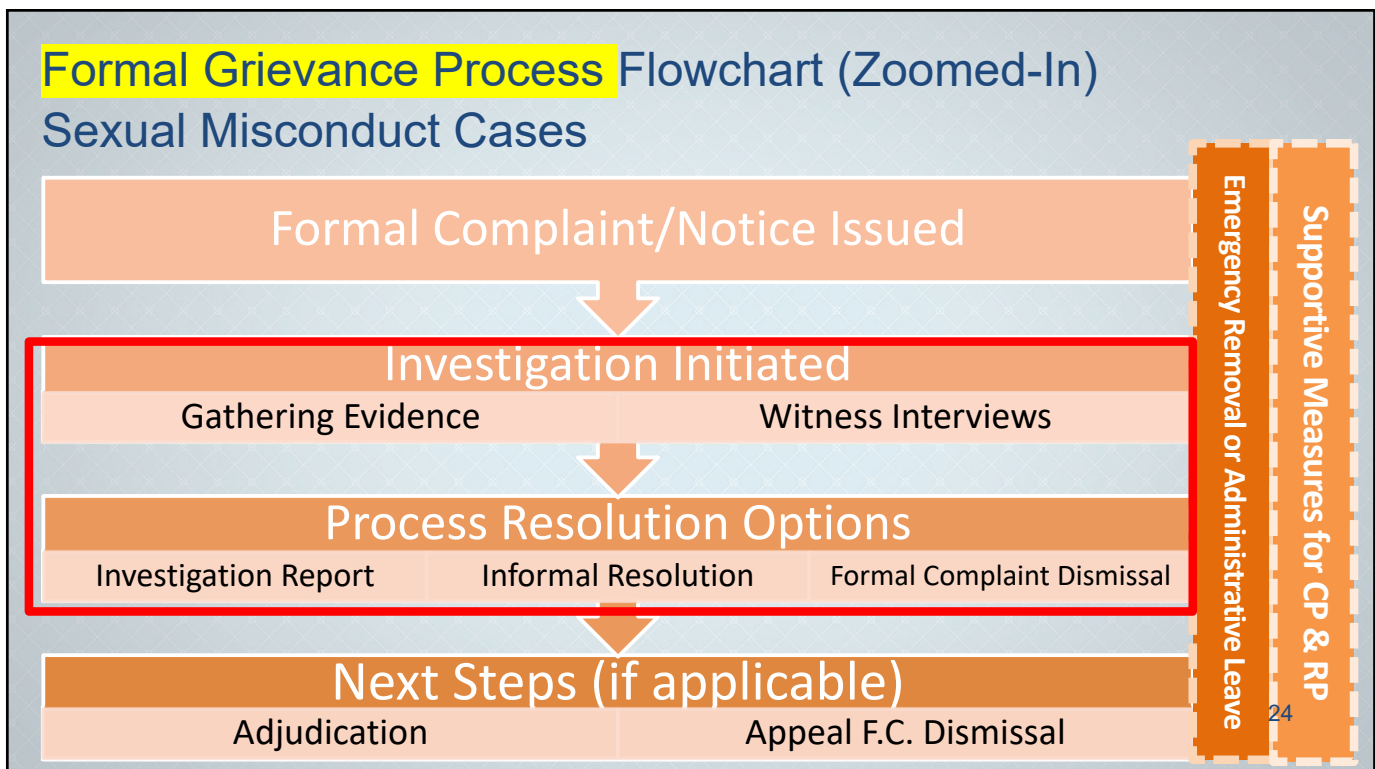 Formal Grievance Process Flowchart (Zoomed-In)
Sexual Misconduct Cases
Formal Complaint/Notice Issued
Investigation Initiated
Gathering Evidence
Witness Interviews
Process Resolution Options
Investigation Report
Informal Resolution
Formal Complaint Dismissal
Next Steps (if applicable)
Adjudication
Appeal F.C. Dismissal
Emergency Removal or Administrative Leave
Supportive Measures for CP & RP
24